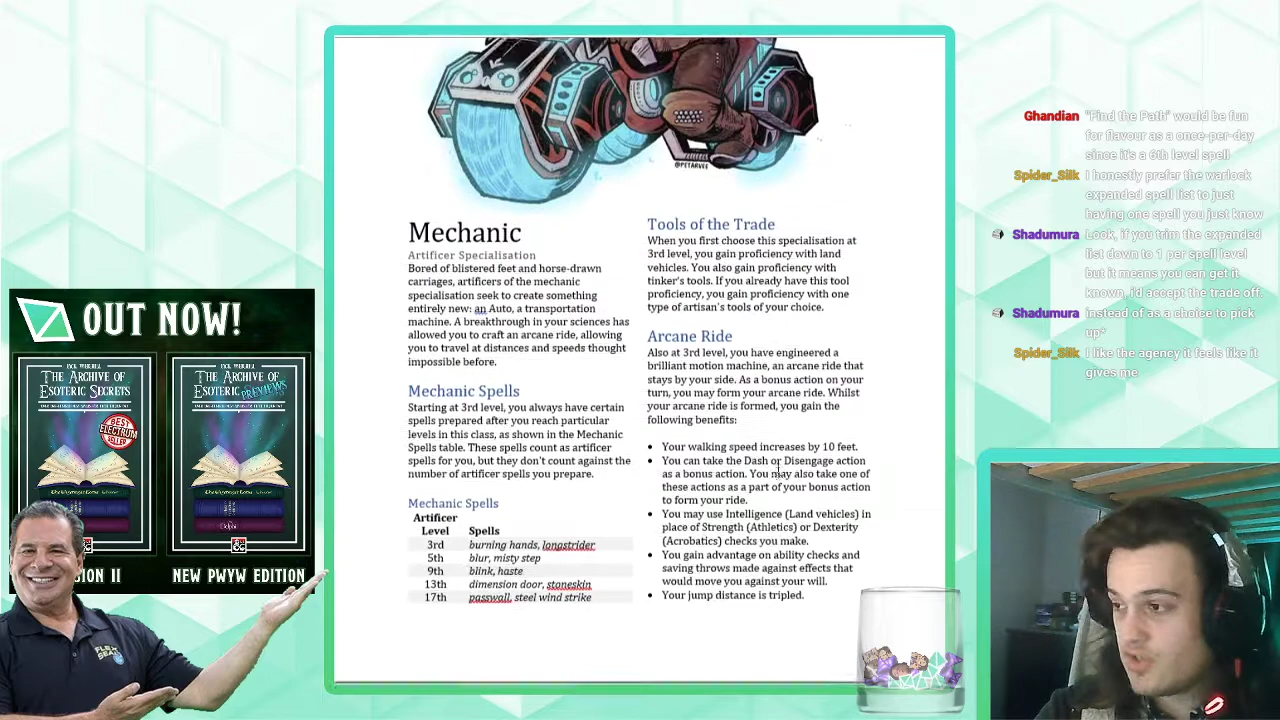 @PETARVEE
Mechanic
Artificer Specialisation
Bored of blistered feet and horse-drawn
carriages, artificers of the mechanic
specialisation seek to create something
entirely new: an Auto, a transportation
machine. A breakthrough in your sciences has
allowed you to craft an arcane ride, allowing
you to travel at distances and speeds thought
impossible before.
Mechanic Spells
Starting at 3rd level, you always have certain
spells prepared after you reach particular
levels in this class, as shown in the Mechanic
Spells table. These spells count as artificer
spells for you, but they don't count against the
number of artificer spells you prepare.
Mechanic Spells
Artificer
Level Spells
3rd burning hands, longstrider
5th blur, misty step
9th blink, haste
13th dimension door, stoneskin
17th passwall, steel wind strike
Tools of the Trade
When you first choose this specialisation at
3rd level, you gain proficiency with land
vehicles. You also gain proficiency with
tinker's tools. If you already have this tool
proficiency, you gain proficiency with one
type of artisan's tools of your choice.
Arcane Ride
Also at 3rd level, you have engineered a
brilliant motion machine, an arcane ride that
stays by your side. As a bonus action on your
turn, you may form your arcane ride. Whilst
your arcane ride is formed, you gain the
following benefits:
• Your walking speed increases by 10 feet.
• You can take the Dash or Disengage action
as a bonus action. You may also take one of
these actions as a part of your bonus action
to form your ride.
• You may use Intelligence (Land vehicles) in
place of Strength (Athletics) or Dexterity
(Acrobatics) checks you make.
• You gain advantage on ability checks and
saving throws made against effects that
would move you against your will.
• Your jump distance is tripled.
Ghandian "Find the Path" would be fun
for flavour as a once-per-day
since it's a 6th level spell
Spider_Silk I honestly prefer the warlock
expanded spell list to just
having one spell you just know
Shadumura Look, if you trim the expanded
list down to 1 per spell level
but it means you can get it
known, i'd accept the trade off.
Shadumura instead of as a choice to pick
up*
Spider_Silk I like the agency it feels like it
gives me
OUT NOW!
THE ARCHIVE OF
ESOTERIC SECRETS
BEST
ELECTRUM
SELLER
THE ARCHIVE OF
ESOTERIC
PREVIEWS
ION II
NEW PWYW EDITION
FLEX
SEAL